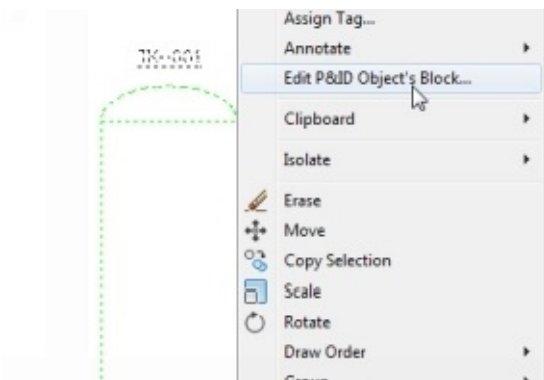 Assign Tag...
Annotate
Edit P&ID Object's Block...
Clipboard
Isolate
Erase
Move
Copy Selection
Scale
Rotate
Draw Order